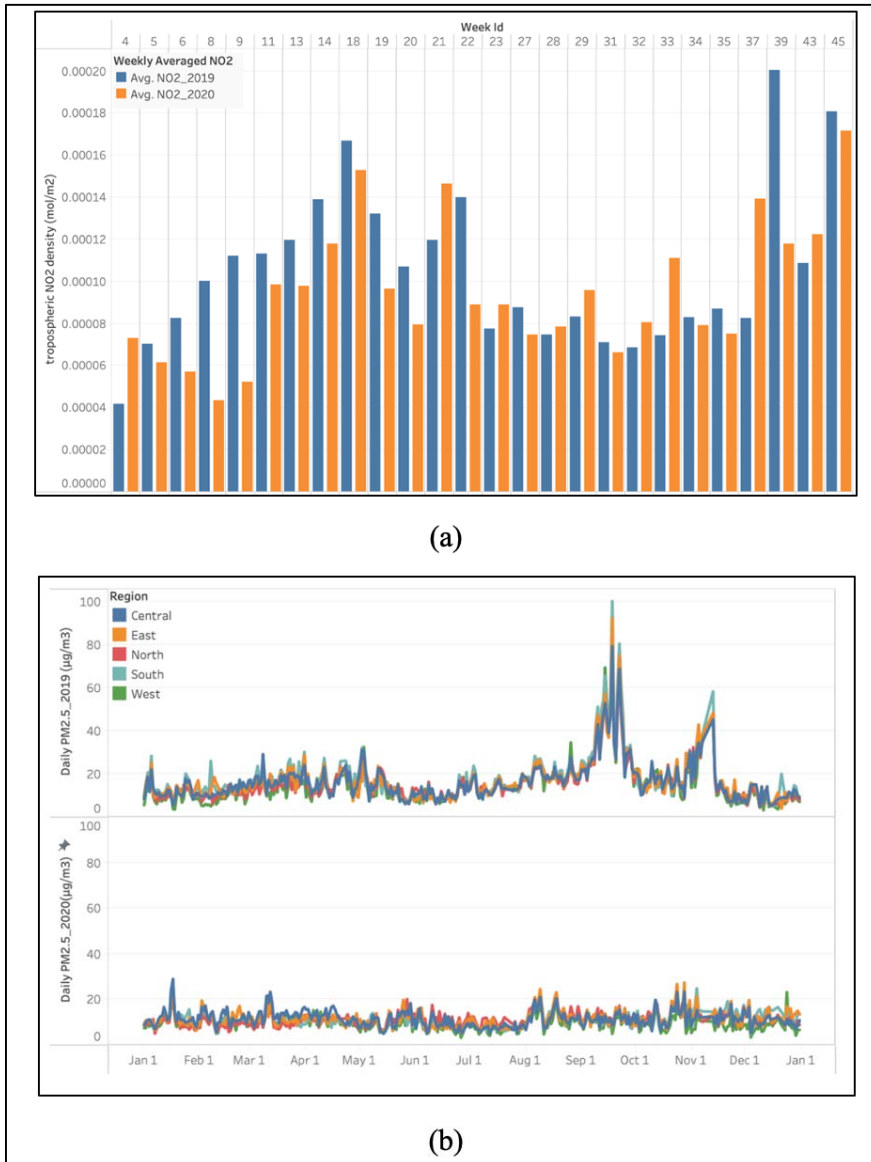 Week Id
4 5 6 8 9 11 13 14 18 19 20 21 22 23 27 28 29 31 32 33 34 35 37 39 43 45
Weekly Averaged NO2
Avg. NO2_2019
Avg. NO2_2020
tropospheric NO2 density (mol/m2)
0.00020
0.00018
0.00016
0.00014
0.00012
0.00010
0.00008
0.00006
0.00004
0.00002
0.00000
(a)
Region
Central
East
North
South
West
Daily PM2.5_2019 (µg/m3)
100
80
60
40
20
0
Daily PM2.5_2020(µg/m3)
100
80
60
40
20
0
Jan 1 Feb 1 Mar 1 Apr 1 May 1 Jun 1 Jul 1 Aug 1 Sep 1 Oct 1 Nov 1 Dec 1 Jan 1
(b)